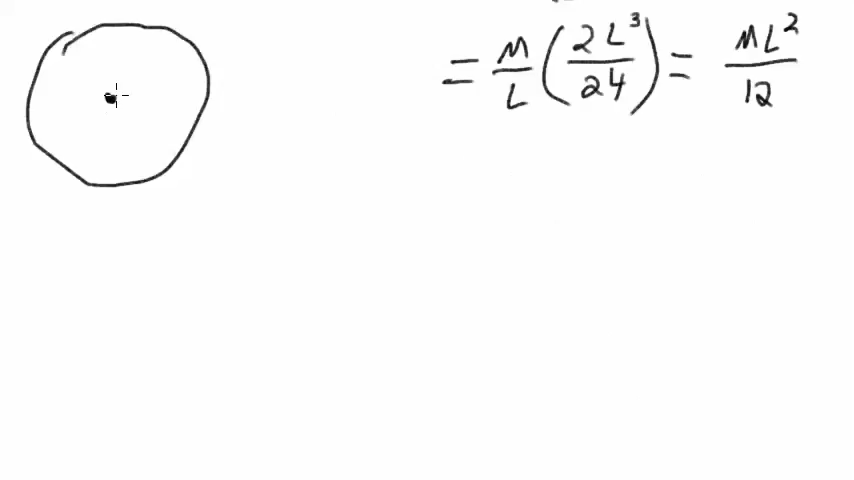 = M/L (2L³/24) = ML²/12